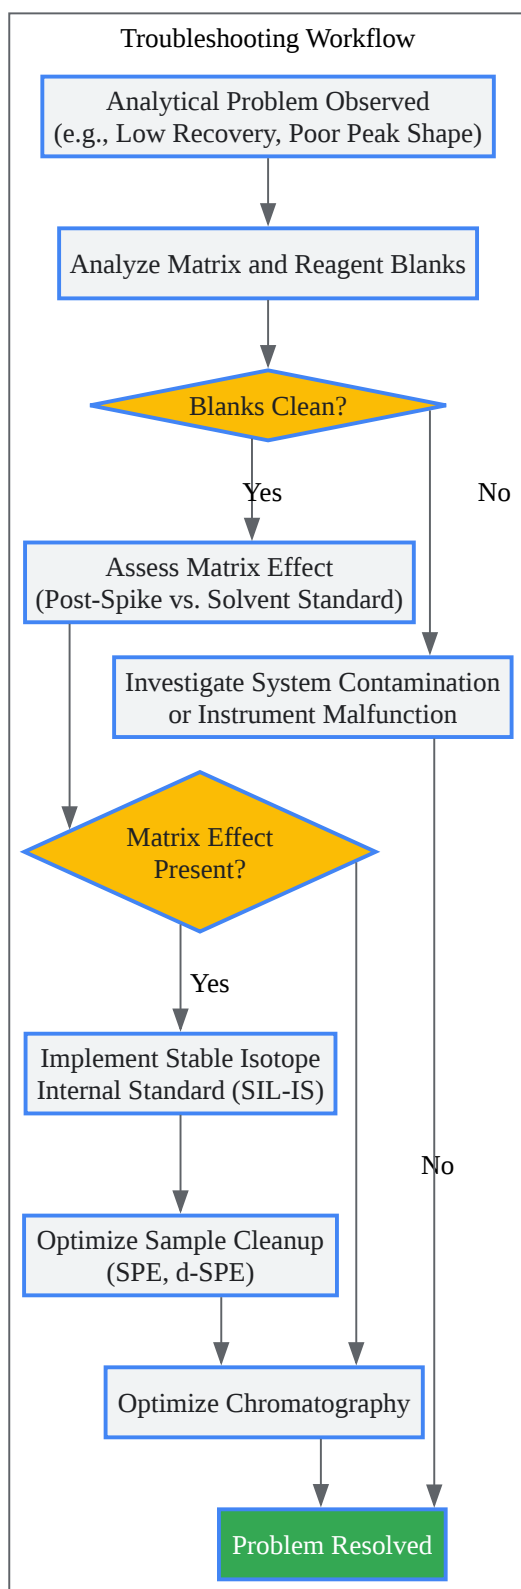 Troubleshooting Workflow
Analytical Problem Observed
(e.g., Low Recovery, Poor Peak Shape)
Analyze Matrix and Reagent Blanks
Blanks Clean?
Yes
No
Assess Matrix Effect
(Post-Spike vs. Solvent Standard)
Investigate System Contamination
or Instrument Malfunction
Matrix Effect
Present?
Yes
Implement Stable Isotope
Internal Standard (SIL-IS)
No
Optimize Sample Cleanup
(SPE, d-SPE)
Optimize Chromatography
Problem Resolved